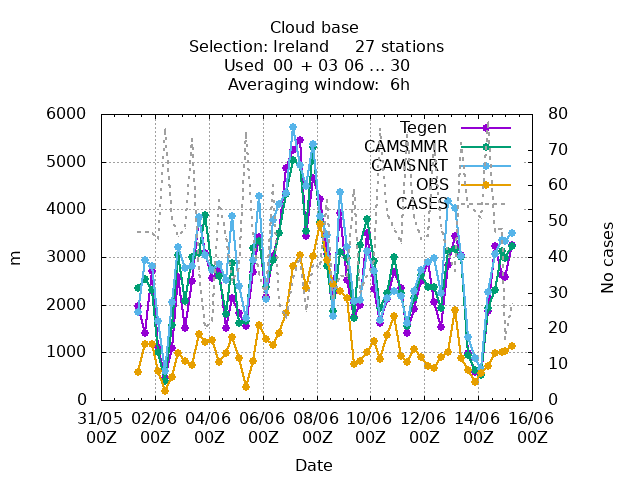 Cloud base
Selection: Ireland 27 stations
Used 00 + 03 06 ... 30
Averaging window: 6h
6000 80
Tegen
CAMSMMR
CAMSNRT
OBS
CASES
5000
4000
3000
2000
1000
0
70
60
50
40
30
20
10
0
m
No cases
31/05 02/06 04/06 06/06 08/06 10/06 12/06 14/06 16/06
00Z 00Z 00Z 00Z 00Z 00Z 00Z 00Z 00Z
Date